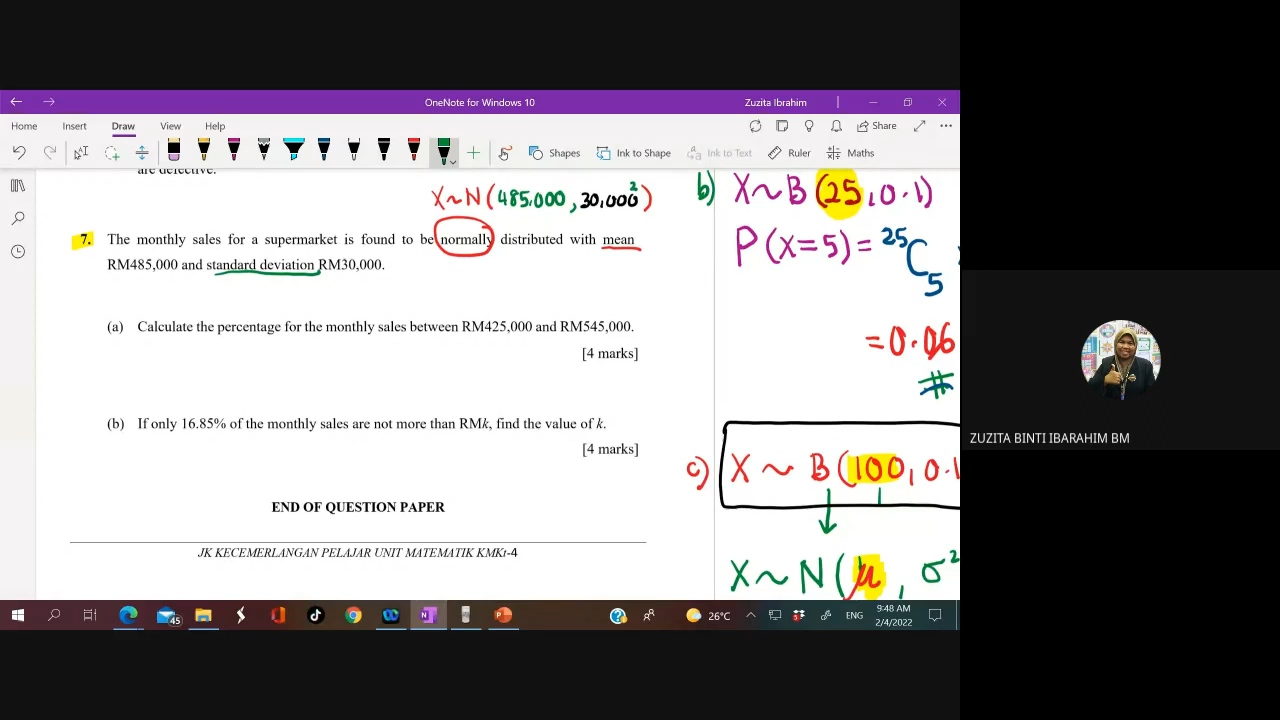 OneNote for Windows 10
Zuzita Ibrahim
Home Insert Draw View Help
Share
Shapes
Ink to Shape
Ink to Text
Ruler
Maths
are defective.
X~N(485,000, 30,000²)
7. The monthly sales for a supermarket is found to be normally distributed with mean
RM485,000 and standard deviation RM30,000.
(a) Calculate the percentage for the monthly sales between RM425,000 and RM545,000.
[4 marks]
(b) If only 16.85% of the monthly sales are not more than RMk, find the value of k.
[4 marks]
END OF QUESTION PAPER
JK KECEMERLANGAN PELAJAR UNIT MATEMATIK KMKt-4
b) X~B(25,0.1)
P(X=5) = ²⁵C₅
=0.06
c) X ~ B(100, 0.1
X~N(μ, σ²
ZUZITA BINTI IBARAHIM BM
45
26°C
ENG
9:48 AM
2/4/2022